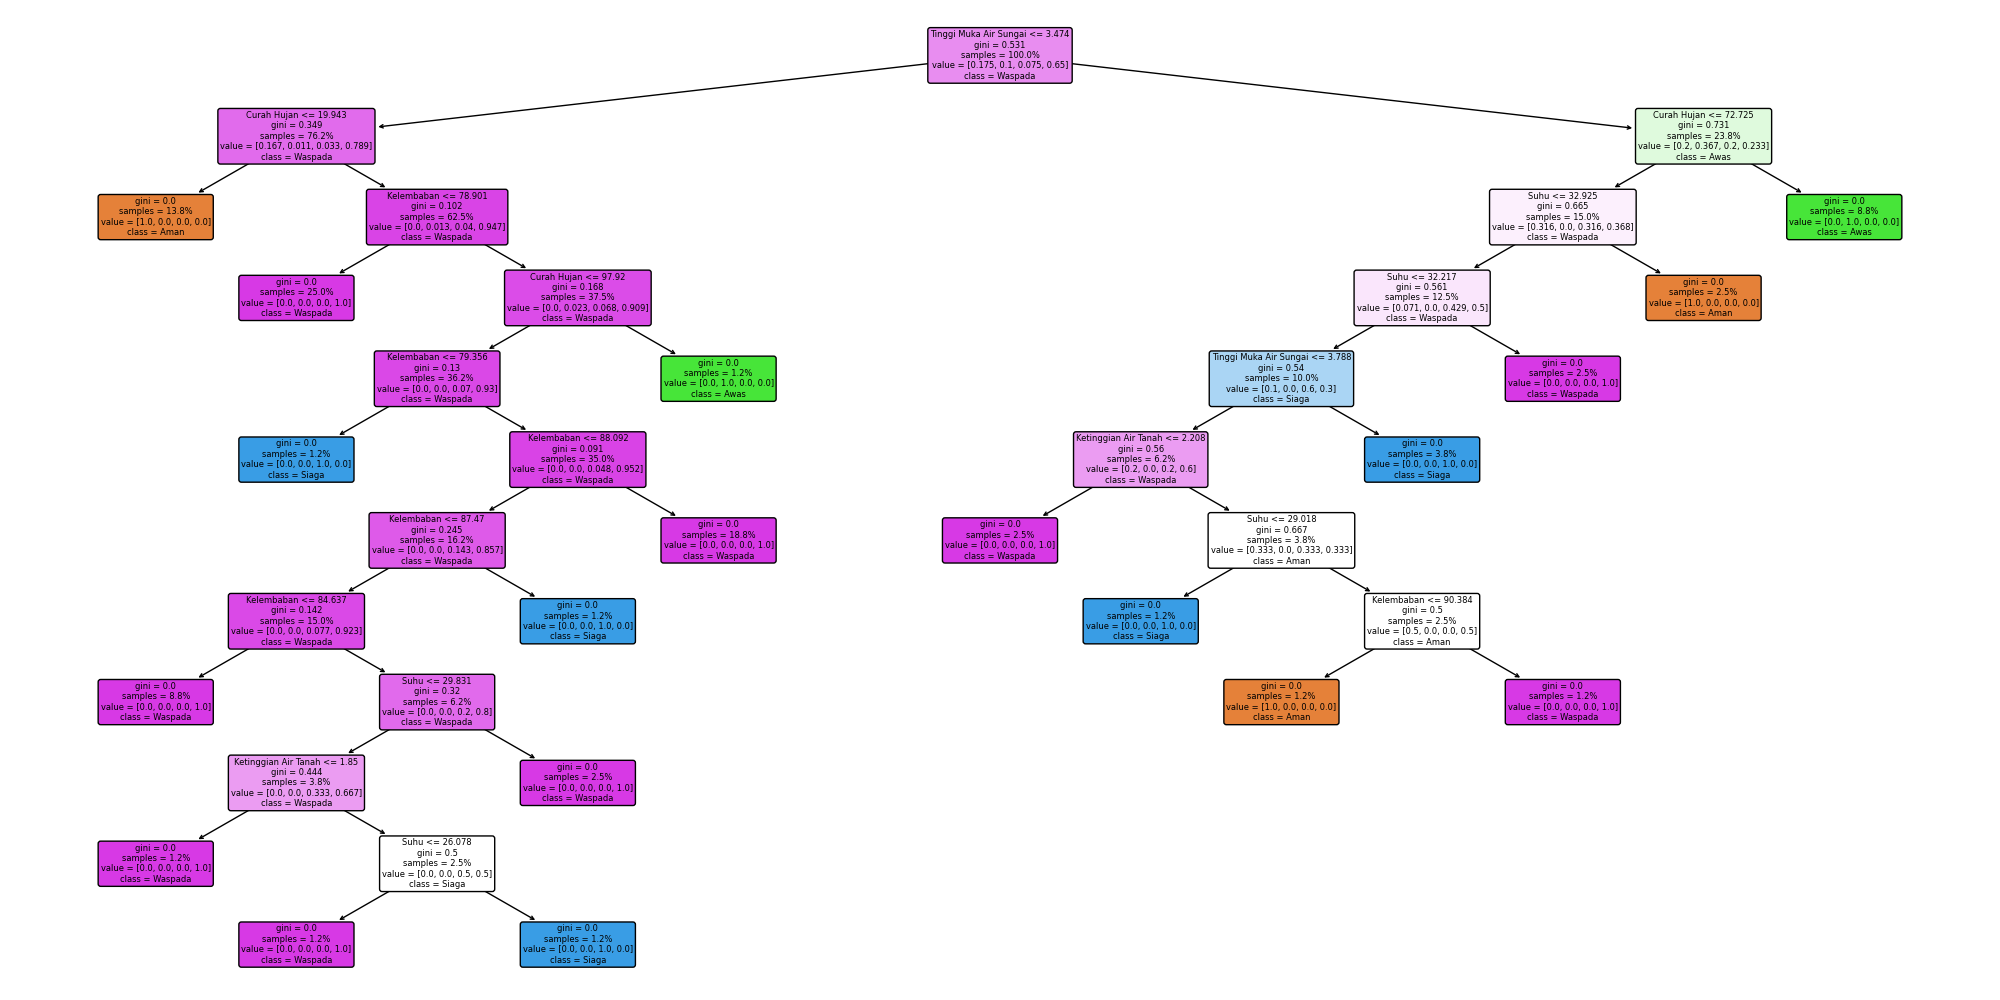 Tinggi Muka Air Sungai <= 3.474
gini = 0.531
samples = 100.0%
value = [0.175, 0.1, 0.075, 0.65]
class = Waspada
Curah Hujan <= 19.943
gini = 0.349
samples = 76.2%
value = [0.167, 0.011, 0.033, 0.789]
class = Waspada
Curah Hujan <= 72.725
gini = 0.731
samples = 23.8%
value = [0.2, 0.367, 0.2, 0.233]
class = Awas
gini = 0.0
samples = 13.8%
value = [1.0, 0.0, 0.0, 0.0]
class = Aman
Kelembaban <= 78.901
gini = 0.102
samples = 62.5%
value = [0.0, 0.013, 0.04, 0.947]
class = Waspada
Suhu <= 32.925
gini = 0.665
samples = 15.0%
value = [0.316, 0.0, 0.316, 0.368]
class = Waspada
gini = 0.0
samples = 8.8%
value = [0.0, 1.0, 0.0, 0.0]
class = Awas
gini = 0.0
samples = 25.0%
value = [0.0, 0.0, 0.0, 1.0]
class = Waspada
Curah Hujan <= 97.92
gini = 0.168
samples = 37.5%
value = [0.0, 0.023, 0.068, 0.909]
class = Waspada
Suhu <= 32.217
gini = 0.561
samples = 12.5%
value = [0.071, 0.0, 0.429, 0.5]
class = Waspada
gini = 0.0
samples = 2.5%
value = [1.0, 0.0, 0.0, 0.0]
class = Aman
Kelembaban <= 79.356
gini = 0.13
samples = 36.2%
value = [0.0, 0.0, 0.07, 0.93]
class = Waspada
gini = 0.0
samples = 1.2%
value = [0.0, 1.0, 0.0, 0.0]
class = Awas
Tinggi Muka Air Sungai <= 3.788
gini = 0.54
samples = 10.0%
value = [0.1, 0.0, 0.6, 0.3]
class = Siaga
gini = 0.0
samples = 2.5%
value = [0.0, 0.0, 0.0, 1.0]
class = Waspada
gini = 0.0
samples = 1.2%
value = [0.0, 0.0, 1.0, 0.0]
class = Siaga
Kelembaban <= 88.092
gini = 0.091
samples = 35.0%
value = [0.0, 0.0, 0.048, 0.952]
class = Waspada
Ketinggian Air Tanah <= 2.208
gini = 0.56
samples = 6.2%
value = [0.2, 0.0, 0.2, 0.6]
class = Waspada
gini = 0.0
samples = 3.8%
value = [0.0, 0.0, 1.0, 0.0]
class = Siaga
Kelembaban <= 87.47
gini = 0.245
samples = 16.2%
value = [0.0, 0.0, 0.143, 0.857]
class = Waspada
gini = 0.0
samples = 18.8%
value = [0.0, 0.0, 0.0, 1.0]
class = Waspada
gini = 0.0
samples = 2.5%
value = [0.0, 0.0, 0.0, 1.0]
class = Waspada
Suhu <= 29.018
gini = 0.667
samples = 3.8%
value = [0.333, 0.0, 0.333, 0.333]
class = Aman
Kelembaban <= 84.637
gini = 0.142
samples = 15.0%
value = [0.0, 0.0, 0.077, 0.923]
class = Waspada
gini = 0.0
samples = 1.2%
value = [0.0, 0.0, 1.0, 0.0]
class = Siaga
gini = 0.0
samples = 1.2%
value = [0.0, 0.0, 1.0, 0.0]
class = Siaga
Kelembaban <= 90.384
gini = 0.5
samples = 2.5%
value = [0.5, 0.0, 0.0, 0.5]
class = Aman
gini = 0.0
samples = 8.8%
value = [0.0, 0.0, 0.0, 1.0]
class = Waspada
Suhu <= 29.831
gini = 0.32
samples = 6.2%
value = [0.0, 0.0, 0.2, 0.8]
class = Waspada
gini = 0.0
samples = 1.2%
value = [1.0, 0.0, 0.0, 0.0]
class = Aman
gini = 0.0
samples = 1.2%
value = [0.0, 0.0, 0.0, 1.0]
class = Waspada
Ketinggian Air Tanah <= 1.85
gini = 0.444
samples = 3.8%
value = [0.0, 0.0, 0.333, 0.667]
class = Waspada
gini = 0.0
samples = 2.5%
value = [0.0, 0.0, 0.0, 1.0]
class = Waspada
gini = 0.0
samples = 1.2%
value = [0.0, 0.0, 0.0, 1.0]
class = Waspada
Suhu <= 26.078
gini = 0.5
samples = 2.5%
value = [0.0, 0.0, 0.5, 0.5]
class = Siaga
gini = 0.0
samples = 1.2%
value = [0.0, 0.0, 0.0, 1.0]
class = Waspada
gini = 0.0
samples = 1.2%
value = [0.0, 0.0, 1.0, 0.0]
class = Siaga